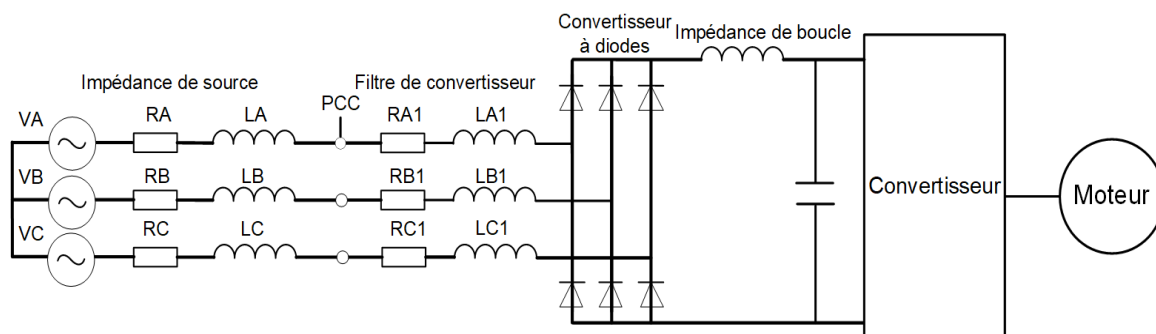 Convertisseur
à diodes
Impédance de boucle
Impédance de source
Filtre de convertisseur
PCC
VA
RA
LA
RA1
LA1
VB
RB
LB
RB1
LB1
VC
RC
LC
RC1
LC1
Convertisseur
Moteur